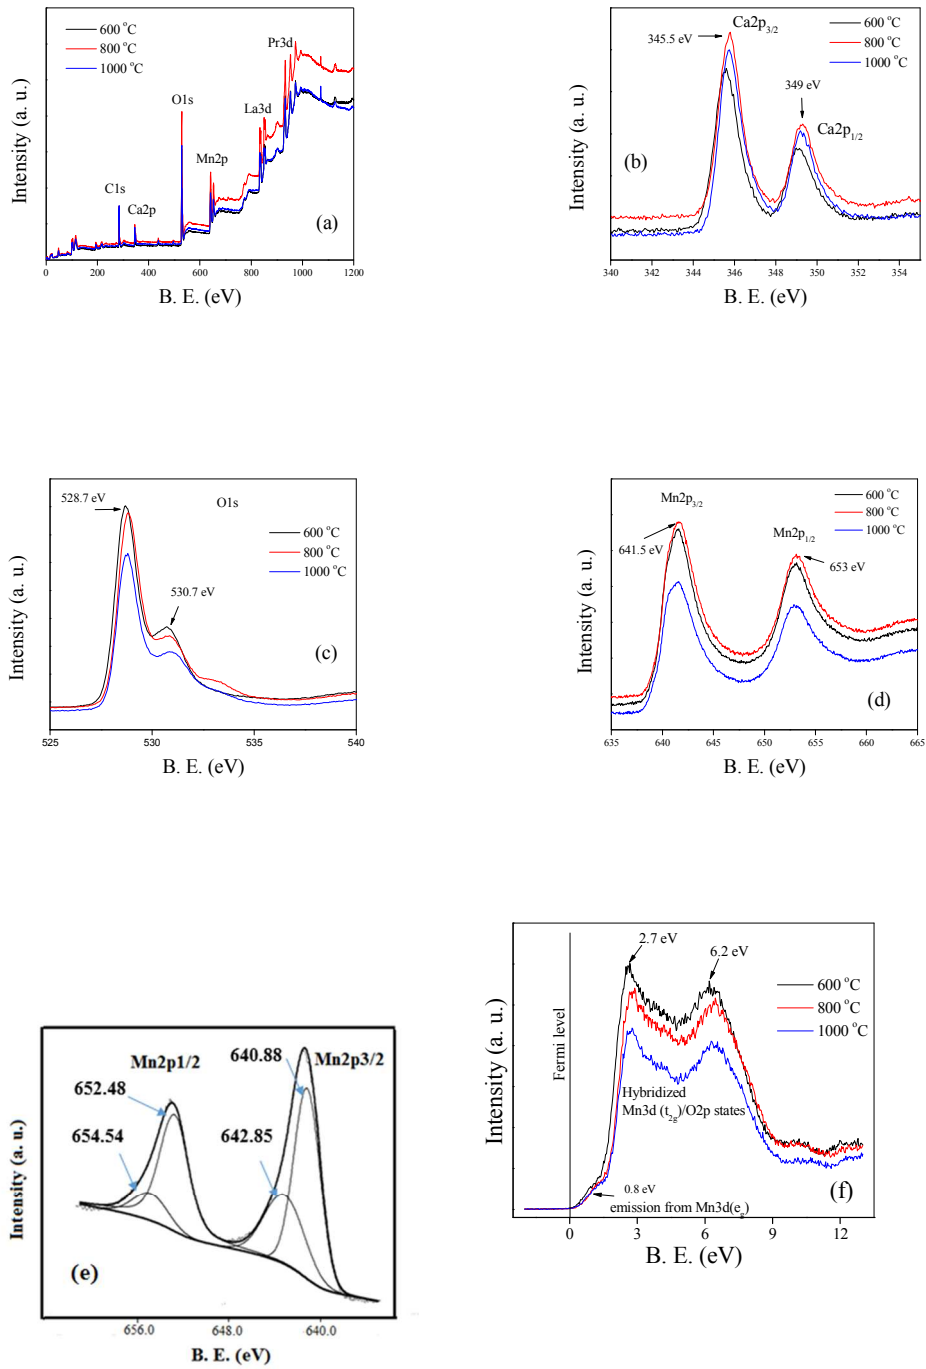 600 °C
800 °C
1000 °C
Pr3d
O1s
La3d
Mn2p
C1s
Ca2p
(a)
Intensity (a. u.)
0 200 400 600 800 1000 1200
B. E. (eV)
Ca2p3/2
345.5 eV
600 °C
800 °C
1000 °C
349 eV
Ca2p1/2
(b)
Intensity (a. u.)
340 342 344 346 348 350 352 354
B. E. (eV)
528.7 eV
O1s
600 °C
800 °C
1000 °C
530.7 eV
(c)
Intensity (a. u.)
525 530 535 540
B. E. (eV)
Mn2p3/2
600 °C
800 °C
1000 °C
641.5 eV
Mn2p1/2
653 eV
(d)
Intensity (a. u.)
635 640 645 650 655 660 665
B. E. (eV)
Mn2p1/2
640.88
Mn2p3/2
652.48
654.54
642.85
(e)
Intensity (a. u.)
656.0 648.0 640.0
B. E. (eV)
2.7 eV
6.2 eV
600 °C
800 °C
1000 °C
Fermi level
Hybridized
Mn3d (t2g)/O2p states
0.8 eV
emission from Mn3d(eg)
(f)
Intensity (a. u.)
0 3 6 9 12
B. E. (eV)